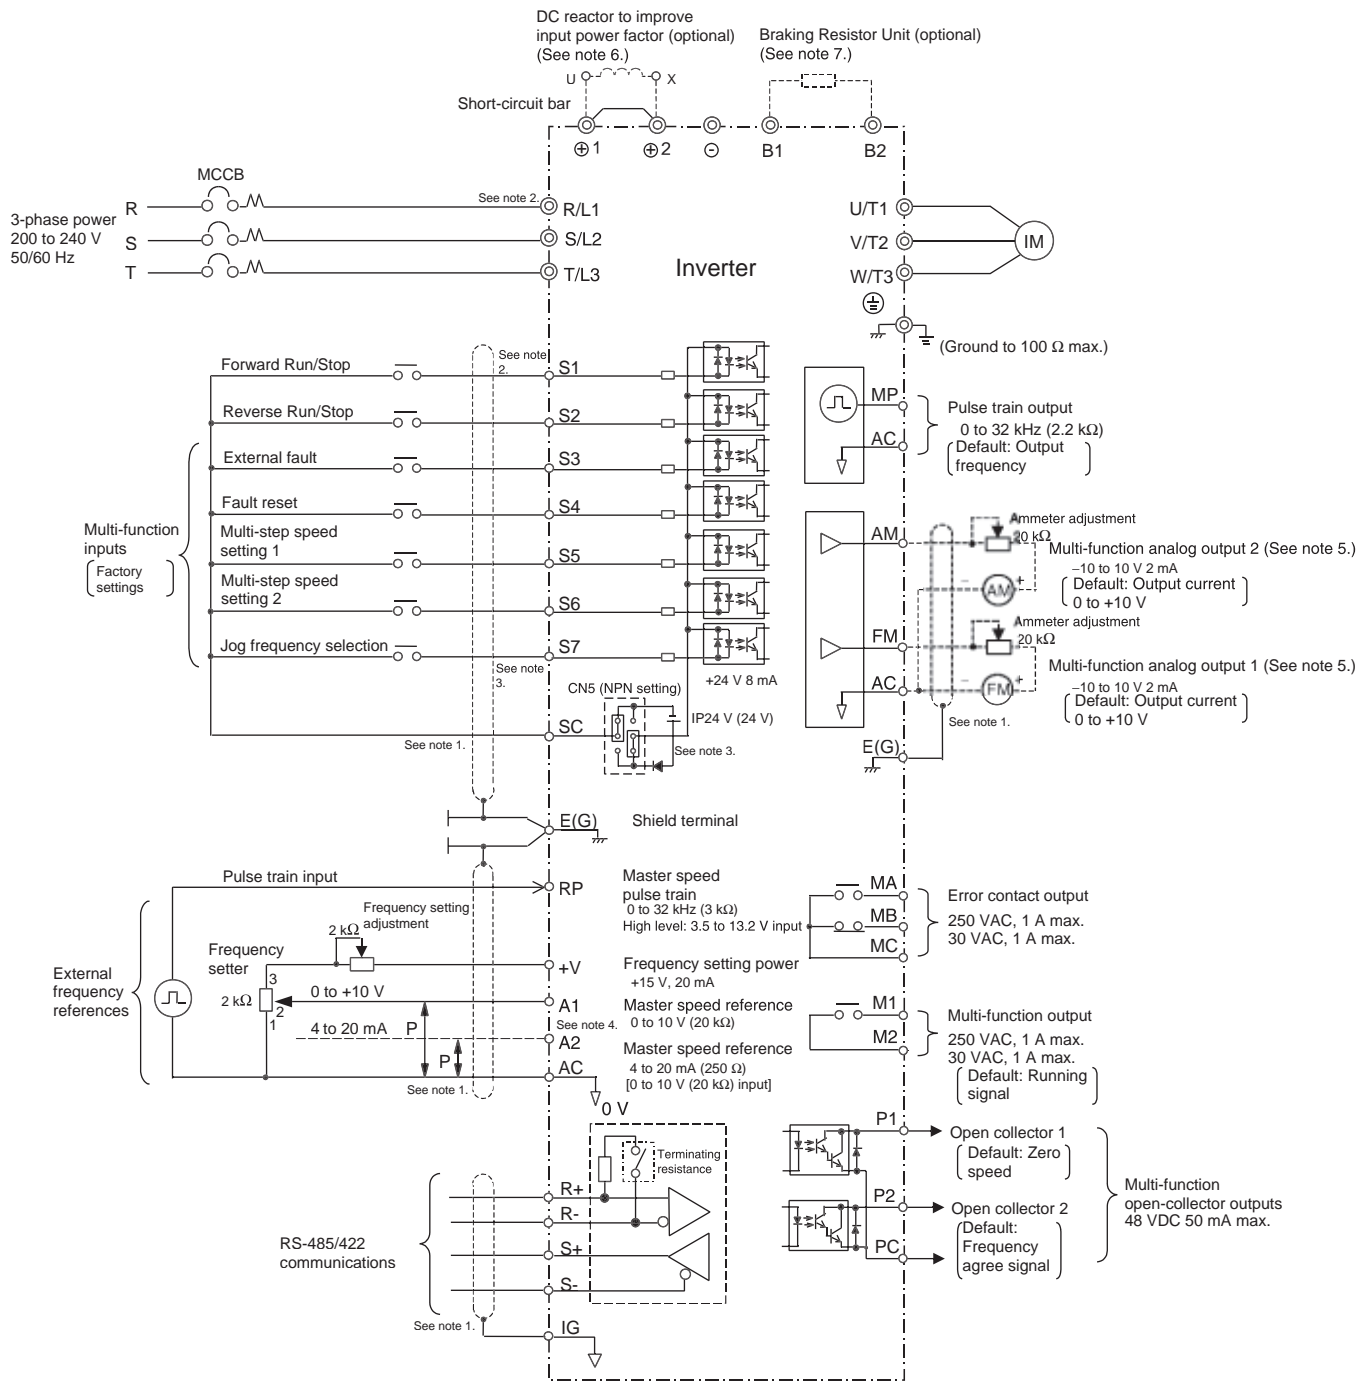 DC reactor to improve
input power factor (optional)
(See note 6.)
Braking Resistor Unit (optional)
(See note 7.)
U
X
Short-circuit bar
⊕ 1
⊕ 2
⊖
B1
B2
MCCB
3-phase power
200 to 240 V
50/60 Hz
R
S
T
See note 2.
R/L1
S/L2
T/L3
Inverter
U/T1
V/T2
W/T3
IM
(Ground to 100 Ω max.)
Forward Run/Stop
See note
2.
S1
Reverse Run/Stop
S2
External fault
S3
Fault reset
S4
Multi-function
inputs
Factory
settings
Multi-step speed
setting 1
S5
Multi-step speed
setting 2
S6
Jog frequency selection
S7
See note
3.
+24 V 8 mA
CN5 (NPN setting)
IP24 V (24 V)
See note 1.
SC
See note 3.
MP
AC
Pulse train output
0 to 32 kHz (2.2 kΩ)
Default: Output
frequency
AM
Ammeter adjustment
20 kΩ
Multi-function analog output 2 (See note 5.)
–10 to 10 V 2 mA
Default: Output current
0 to +10 V
–
AM
+
FM
Ammeter adjustment
20 kΩ
Multi-function analog output 1 (See note 5.)
–10 to 10 V 2 mA
Default: Output current
0 to +10 V
AC
–
FM
+
See note 1.
E(G)
E(G)
Shield terminal
Pulse train input
RP
Master speed
pulse train
0 to 32 kHz (3 kΩ)
High level: 3.5 to 13.2 V input
External
frequency
references
Frequency setting
adjustment
2 kΩ
Frequency
setter
+V
Frequency setting power
+15 V, 20 mA
3
2 kΩ
2
1
0 to +10 V
A1
Master speed reference
0 to 10 V (20 kΩ)
See note 4.
4 to 20 mA
P
A2
P
Master speed reference
4 to 20 mA (250 Ω)
[0 to 10 V (20 kΩ) input]
AC
See note 1.
0 V
MA
MB
MC
Error contact output
250 VAC, 1 A max.
30 VAC, 1 A max.
M1
M2
Multi-function output
250 VAC, 1 A max.
30 VAC, 1 A max.
Default: Running
signal
P1
Open collector 1
Default: Zero
speed
P2
Open collector 2
Default:
Frequency
agree signal
PC
Multi-function
open-collector outputs
48 VDC 50 mA max.
Terminating
resistance
RS-485/422
communications
R+
R-
S+
S-
See note 1.
IG